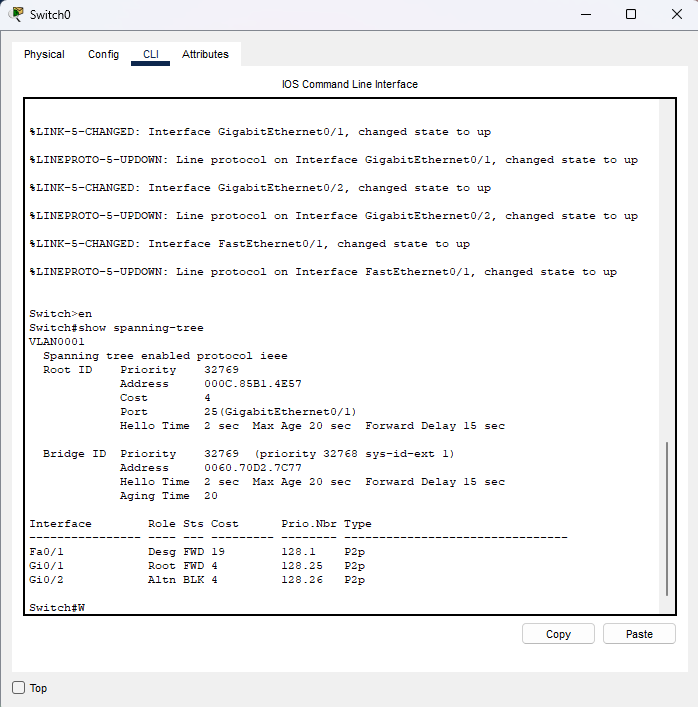 Switch0
Physical Config CLI Attributes
IOS Command Line Interface
%LINK-5-CHANGED: Interface GigabitEthernet0/1, changed state to up
%LINEPROTO-5-UPDOWN: Line protocol on Interface GigabitEthernet0/1, changed state to up
%LINK-5-CHANGED: Interface GigabitEthernet0/2, changed state to up
%LINEPROTO-5-UPDOWN: Line protocol on Interface GigabitEthernet0/2, changed state to up
%LINK-5-CHANGED: Interface FastEthernet0/1, changed state to up
%LINEPROTO-5-UPDOWN: Line protocol on Interface FastEthernet0/1, changed state to up
Switch>en
Switch#show spanning-tree
VLAN0001
  Spanning tree enabled protocol ieee
  Root ID    Priority    32769
             Address     000C.85B1.4E57
             Cost        4
             Port        25(GigabitEthernet0/1)
             Hello Time  2 sec  Max Age 20 sec  Forward Delay 15 sec
  Bridge ID  Priority    32769  (priority 32768 sys-id-ext 1)
             Address     0060.70D2.7C77
             Hello Time  2 sec  Max Age 20 sec  Forward Delay 15 sec
             Aging Time  20
Interface        Role Sts Cost      Prio.Nbr Type
---------------- ---- --- --------- -------- --------------------------------
Fa0/1            Desg FWD 19        128.1    P2p
Gi0/1            Root FWD 4         128.25   P2p
Gi0/2            Altn BLK 4         128.26   P2p
Switch#W
Copy Paste
Top